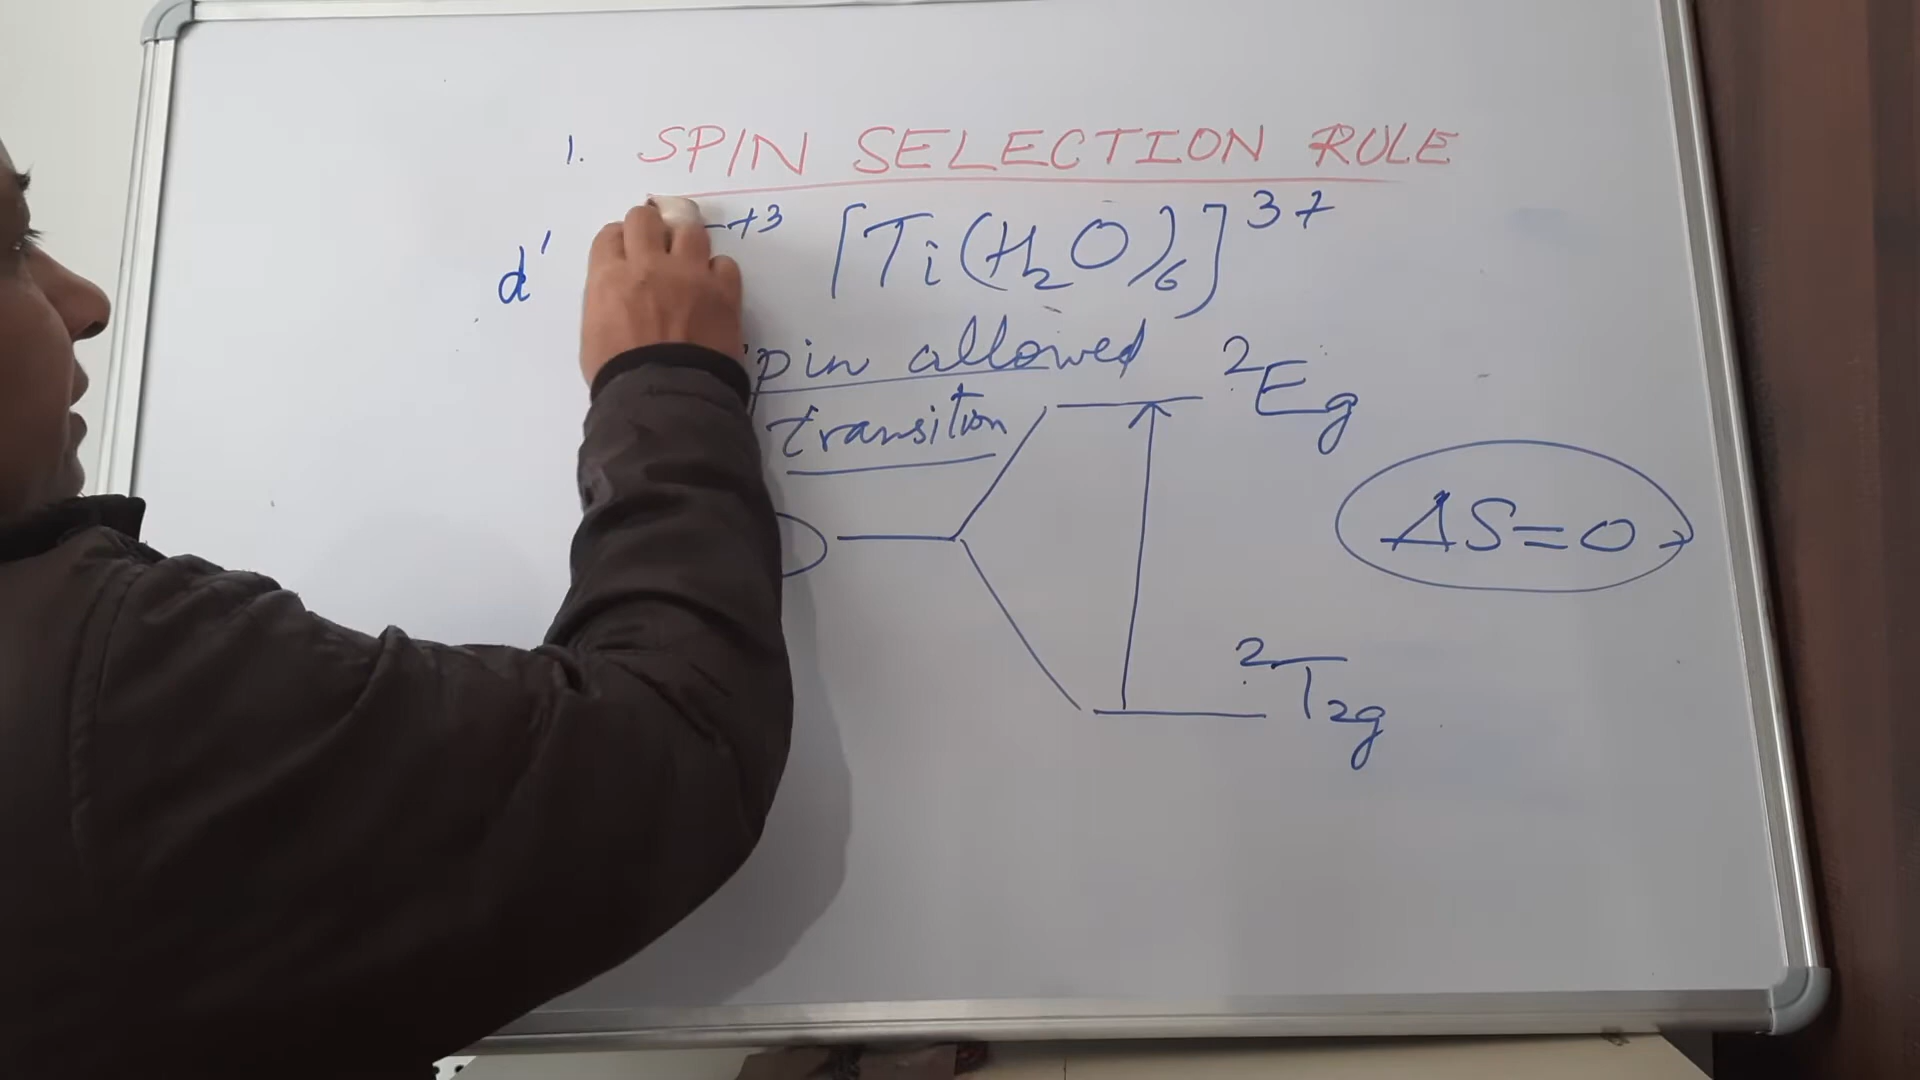 1. SPIN SELECTION RULE
d¹ +3 [Ti(H₂O)₆]³⁺
pin allowed
transition
²Eg
ΔS=0
²T₂g